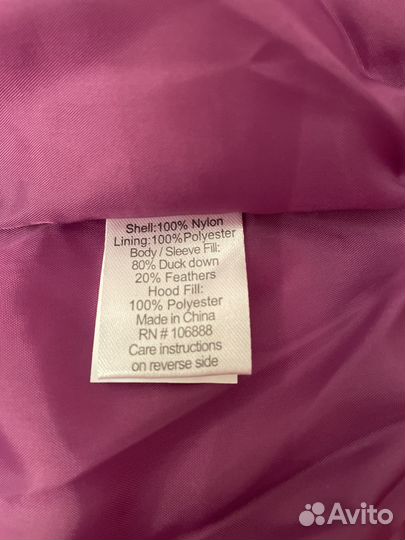 Shell:100% Nylon
Lining:100%Polyester
Body / Sleeve Fill:
80% Duck down
20% Feathers
Hood Fill:
100% Polyester
Made in China
RN # 106888
Care instructions
on reverse side
Avito